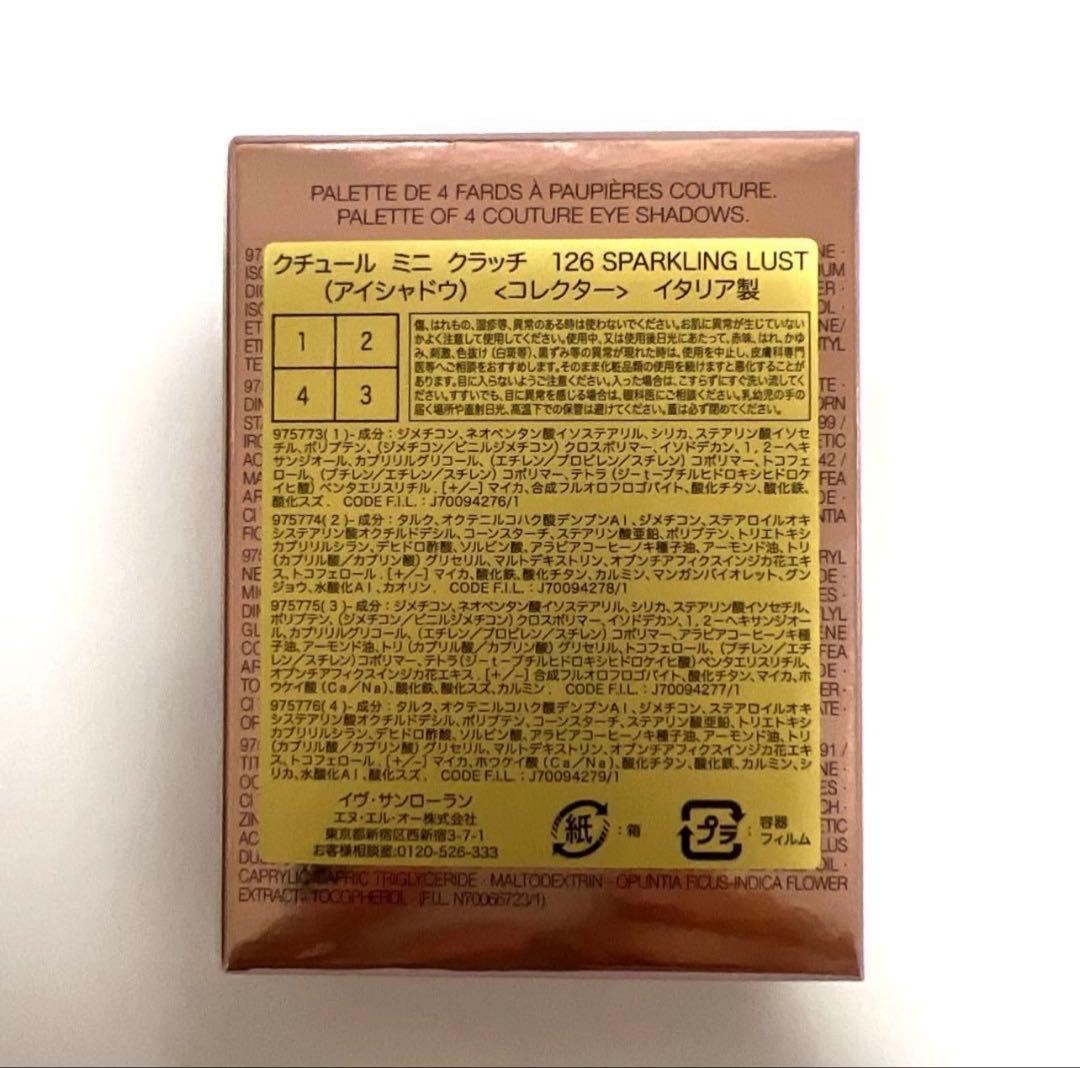 PALETTE DE 4 FARDS À PAUPIÈRES COUTURE.
PALETTE OF 4 COUTURE EYE SHADOWS.
クチュール ミニ クラッチ 126 SPARKLING LUST
(アイシャドウ) <コレクター> イタリア製
1 2
4 3
傷、はれもの、湿疹等、異常のある時は使わないでください。お肌に異常が生じていない
かよく注意して使用してください。使用中、又は使用後日光にあたって、赤味、はれ、かゆ
み、刺激、色抜け(白斑等)、黒ずみ等の異常が現れた時は、使用を中止し、皮膚科専門
医等へご相談をおすすめします。そのまま化粧品類の使用を続けますと悪化することが
あります。目に入らないようご注意ください。入った場合は、こすらずにすぐ洗い流してく
ださい。すすいでも、目に異常を感じる場合は、眼科医にご相談ください。乳幼児の手の
届く場所や直射日光、高温下での保管は避けてください。蓋は必ず閉めてください。
975773(1)-成分:ジメチコン、ネオペンタン酸イソステアリル、シリカ、ステアリン酸イソセ
チル、ポリブテン、(ジメチコン/ビニルジメチコン)クロスポリマー、イソドデカン、1,2-ヘキ
サンジオール、カプリリルグリコール、(エチレン/プロピレン/スチレン)コポリマー、トコフェ
ロール、(ブチレン/エチレン/スチレン)コポリマー、テトラ(ジ-t-ブチルヒドロキシヒドロケ
イヒ酸)ペンタエリスリチル、[+/-]マイカ、合成フルオロフロゴパイト、酸化チタン、酸化鉄、
酸化スズ. CODE F.I.L.:J70094276/1
975774(2)-成分:タルク、オクテニルコハク酸デンプンAl、ジメチコン、ステアロイルオキ
システアリン酸オクチルドデシル、コーンスターチ、ステアリン酸亜鉛、ポリブテン、トリエトキシ
カプリリルシラン、デヒドロ酢酸、ソルビン酸、アラビアコーヒーノキ種子油、アーモンド油、トリ
(カプリル酸/カプリン酸)グリセリル、マルトデキストリン、オプンチアフィクスインジカ花エキ
ス、トコフェロール.[+/-]マイカ、酸化鉄、酸化チタン、カルミン、マンガンバイオレット、グン
ジョウ、水酸化Al、カオリン. CODE F.I.L.:J70094278/1
975775(3)-成分:ジメチコン、ネオペンタン酸イソステアリル、シリカ、ステアリン酸イソセチル、
ポリブテン、(ジメチコン/ビニルジメチコン)クロスポリマー、イソドデカン、1,2-ヘキサンジオー
ル、カプリリルグリコール、(エチレン/プロピレン/スチレン)コポリマー、アラビアコーヒーノキ種
子油、アーモンド油、トリ(カプリル酸/カプリン酸)グリセリル、トコフェロール、(ブチレン/エチ
レン/スチレン)コポリマー、テトラ(ジ-t-ブチルヒドロキシヒドロケイヒ酸)ペンタエリスリチル、
オプンチアフィクスインジカ花エキス.[+/-]合成フルオロフロゴパイト、酸化チタン、マイカ、ホ
ウケイ酸(Ca/Na)、酸化鉄、酸化スズ、カルミン. CODE F.I.L.:J70094277/1
975776(4)-成分:タルク、オクテニルコハク酸デンプンAl、ジメチコン、ステアロイルオキ
システアリン酸オクチルドデシル、ポリブテン、コーンスターチ、ステアリン酸亜鉛、トリエトキシ
カプリリルシラン、デヒドロ酢酸、ソルビン酸、アラビアコーヒーノキ種子油、アーモンド油、トリ
(カプリル酸/カプリン酸)グリセリル、マルトデキストリン、オプンチアフィクスインジカ花エキ
ス、トコフェロール.[+/-]マイカ、ホウケイ酸(Ca/Na)、酸化チタン、酸化鉄、カルミン、シ
リカ、水酸化Al、酸化スズ. CODE F.I.L.:J70094279/1
イヴ・サンローラン
エヌ・エル・オー株式会社
東京都新宿区西新宿3-7-1
お客様相談室:0120-526-333
紙 :箱
プラ :容器
フィルム
CAPRYLIC/CAPRIC TRIGLYCERIDE · MALTODEXTRIN · OPUNTIA FICUS-INDICA FLOWER
EXTRACT · TOCOPHEROL · (F.I.L. N70066723/1)